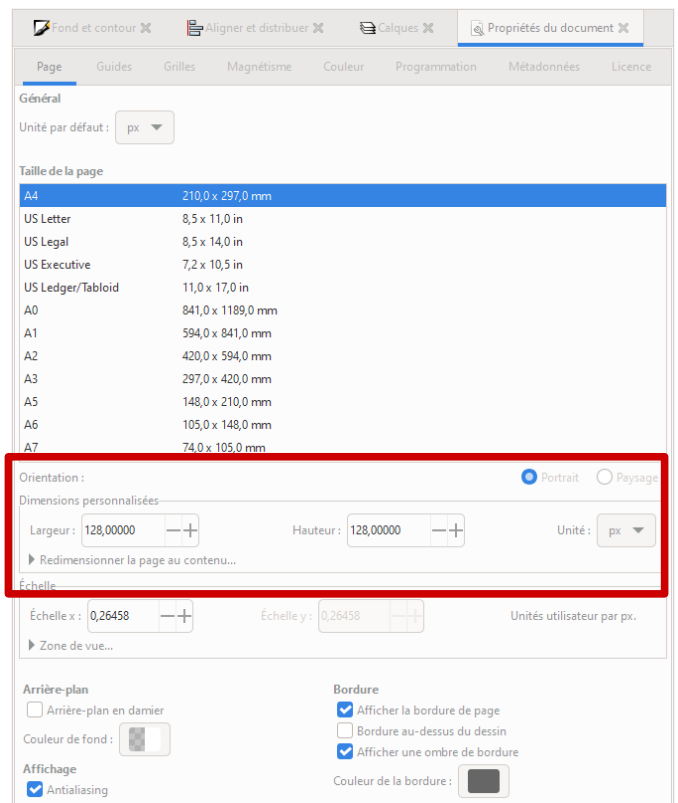 Fond et contour Aligner et distribuer Calques Propriétés du document
Page Guides Grilles Magnétisme Couleur Programmation Métadonnées Licence
Général
Unité par défaut : px
Taille de la page
A4 210,0 x 297,0 mm
US Letter 8,5 x 11,0 in
US Legal 8,5 x 14,0 in
US Executive 7,2 x 10,5 in
US Ledger/Tabloid 11,0 x 17,0 in
A0 841,0 x 1189,0 mm
A1 594,0 x 841,0 mm
A2 420,0 x 594,0 mm
A3 297,0 x 420,0 mm
A5 148,0 x 210,0 mm
A6 105,0 x 148,0 mm
A7 74,0 x 105,0 mm
Orientation : Portrait Paysage
Dimensions personnalisées
Largeur : 128,00000 Hauteur : 128,00000 Unité : px
Redimensionner la page au contenu...
Échelle
Échelle x : 0,26458 Échelle y : 0,26458 Unités utilisateur par px.
Zone de vue...
Arrière-plan Bordure
Arrière-plan en damier Afficher la bordure de page
Bordure au-dessus du dessin
Couleur de fond : Afficher une ombre de bordure
Affichage Couleur de la bordure :
Antialiasing